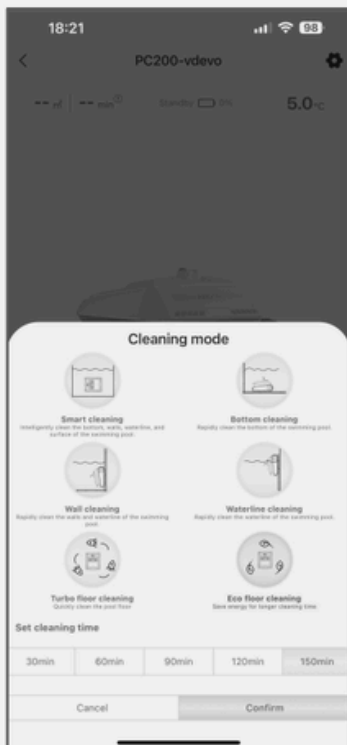 18:21
98
PC200-vdevo
-- ㎡ -- min
Standby 0% 5.0℃
Cleaning mode
Smart cleaning
Intelligently clean the bottom, walls, waterline, and
surface of the swimming pool.
Bottom cleaning
Rapidly clean the bottom of the swimming pool.
Wall cleaning
Rapidly clean the walls and waterline of the swimming
pool.
Waterline cleaning
Rapidly clean the waterline of the swimming pool.
Turbo floor cleaning
Quickly clean the pool floor
Eco floor cleaning
Save energy for longer cleaning time
Set cleaning time
30min 60min 90min 120min 150min
Cancel Confirm